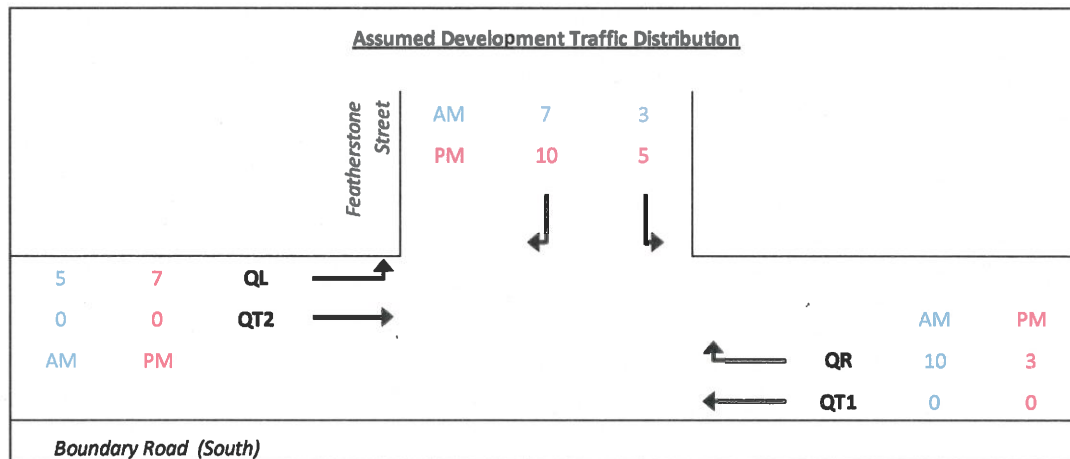 Assumed Development Traffic Distribution
Featherstone
Street
AM 7 3
PM 10 5
5 7 QL
0 0 QT2
AM PM
AM PM
QR 10 3
QT1 0 0
Boundary Road (South)